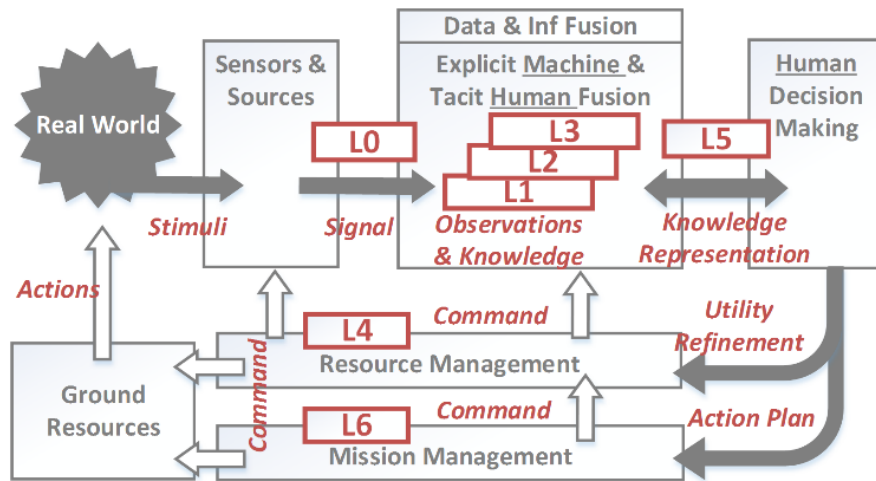 Data & Inf Fusion
Sensors &
Sources
Explicit Machine &
Tacit Human Fusion
Human
Decision
Making
Real World
L0
L3
L2
L1
L5
Stimuli
Signal
Observations
& Knowledge
Knowledge
Representation
Actions
L4
Command
Utility
Refinement
Resource Management
Ground
Resources
Command
L6
Command
Action Plan
Mission Management